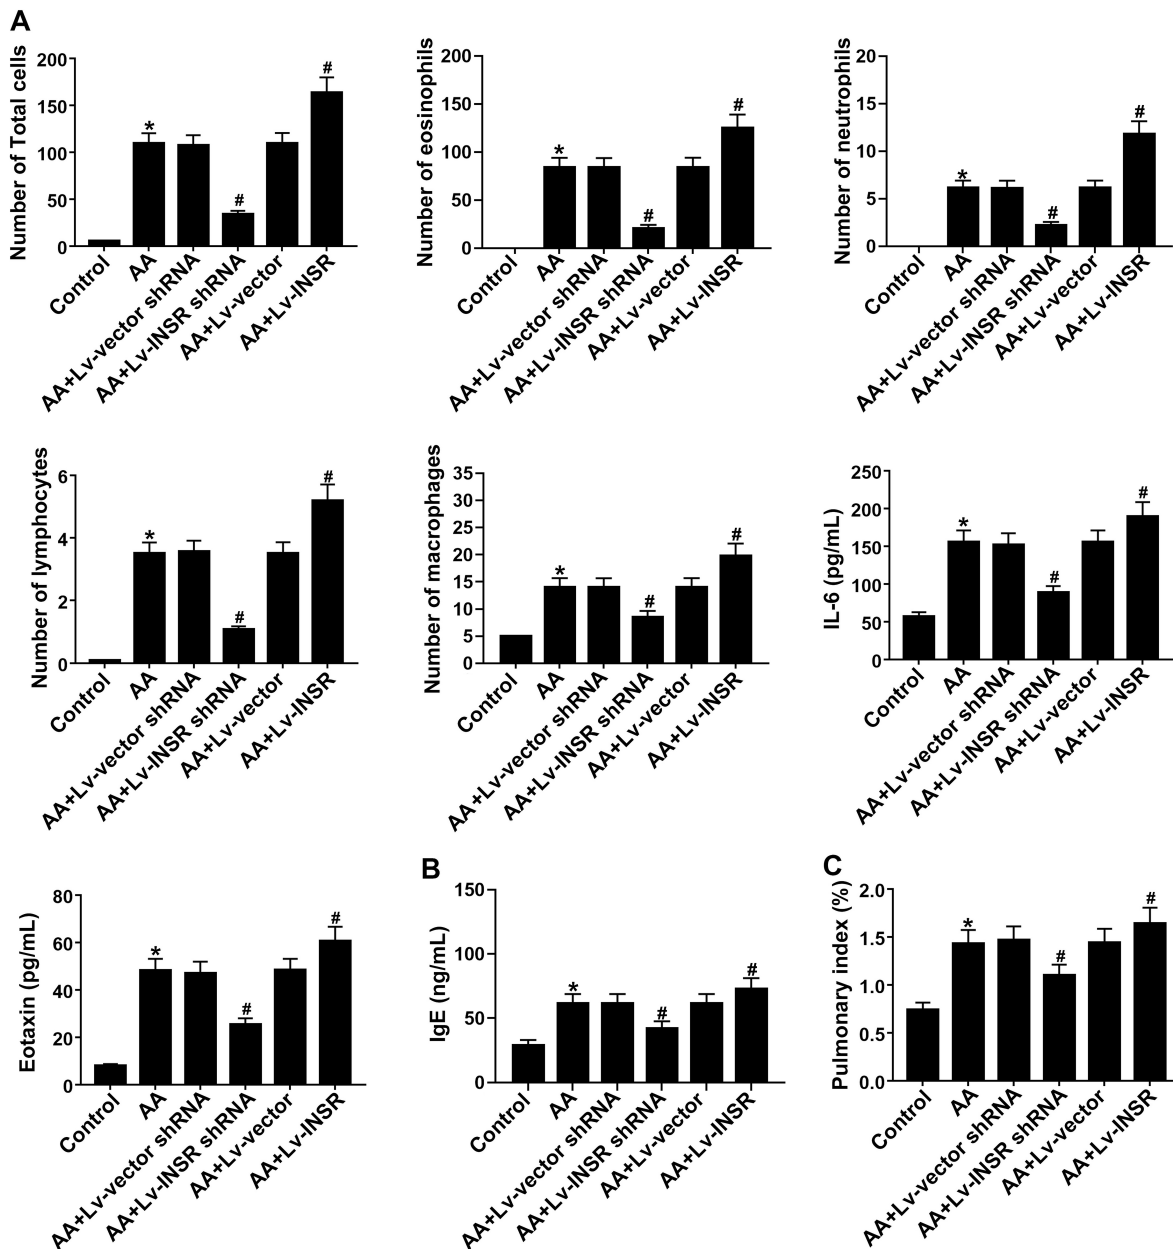 A
Number of Total cells
200
150
100
50
0
*
#
#
Control
AA
AA+Lv-vector shRNA
AA+Lv-INSR shRNA
AA+Lv-vector
AA+Lv-INSR
Number of eosinophils
200
150
100
50
0
*
#
#
Control
AA
AA+Lv-vector shRNA
AA+Lv-INSR shRNA
AA+Lv-vector
AA+Lv-INSR
Number of neutrophils
20
15
10
5
0
*
#
#
Control
AA
AA+Lv-vector shRNA
AA+Lv-INSR shRNA
AA+Lv-vector
AA+Lv-INSR
Number of lymphocytes
6
4
2
0
*
#
#
Control
AA
AA+Lv-vector shRNA
AA+Lv-INSR shRNA
AA+Lv-vector
AA+Lv-INSR
Number of macrophages
35
30
25
20
15
10
5
0
*
#
#
Control
AA
AA+Lv-vector shRNA
AA+Lv-INSR shRNA
AA+Lv-vector
AA+Lv-INSR
IL-6 (pg/mL)
250
200
150
100
50
0
*
#
#
Control
AA
AA+Lv-vector shRNA
AA+Lv-INSR shRNA
AA+Lv-vector
AA+Lv-INSR
Eotaxin (pg/mL)
80
60
40
20
0
*
#
#
Control
AA
AA+Lv-vector shRNA
AA+Lv-INSR shRNA
AA+Lv-vector
AA+Lv-INSR
B
IgE (ng/mL)
150
100
50
0
*
#
#
Control
AA
AA+Lv-vector shRNA
AA+Lv-INSR shRNA
AA+Lv-vector
AA+Lv-INSR
C
Pulmonary index (%)
2.0
1.5
1.0
0.5
0.0
*
#
#
Control
AA
AA+Lv-vector shRNA
AA+Lv-INSR shRNA
AA+Lv-vector
AA+Lv-INSR